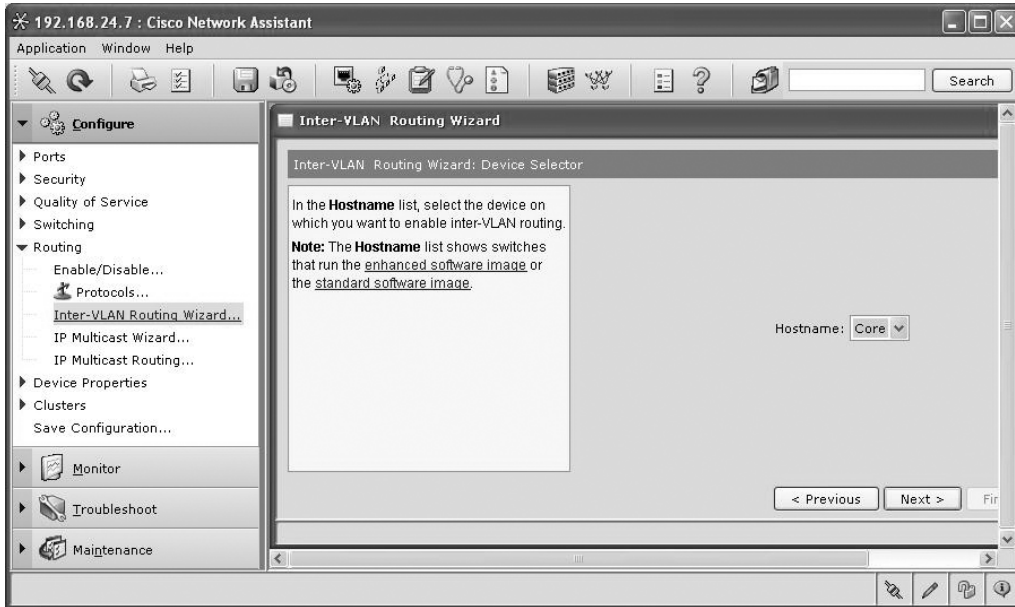 192.168.24.7 : Cisco Network Assistant
Application Window Help
Search
Configure
Ports
Security
Quality of Service
Switching
Routing
Enable/Disable...
Protocols...
Inter-VLAN Routing Wizard...
IP Multicast Wizard...
IP Multicast Routing...
Device Properties
Clusters
Save Configuration...
Monitor
Troubleshoot
Maintenance
Inter-VLAN Routing Wizard
Inter-VLAN Routing Wizard: Device Selector
In the Hostname list, select the device on
which you want to enable inter-VLAN routing.
Note: The Hostname list shows switches
that run the enhanced software image or
the standard software image.
Hostname: Core
< Previous Next >